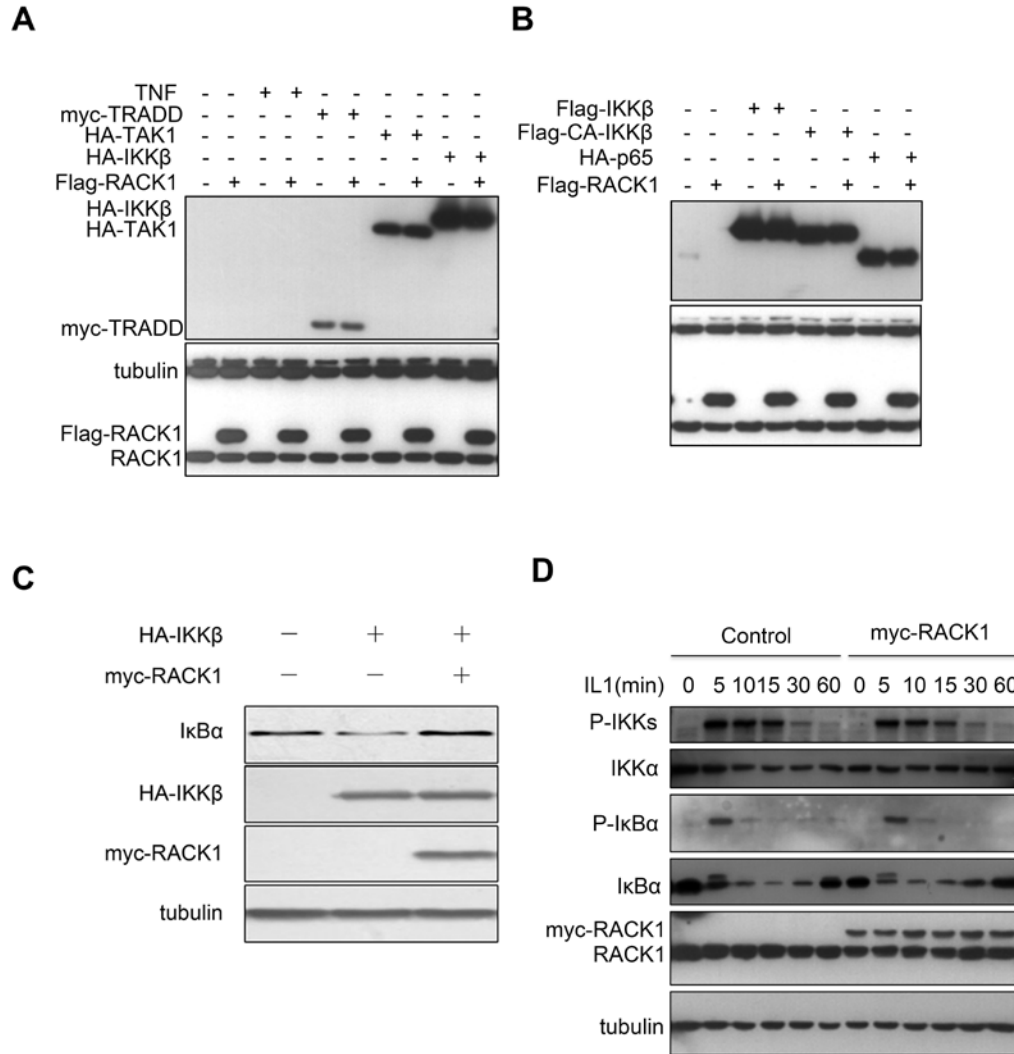 A
TNF - - + + - - - - - -
myc-TRADD - - - - + + - - - -
HA-TAK1 - - - - - - + + - -
HA-IKKβ - - - - - - - - + +
Flag-RACK1 - + - + - + - + - +
HA-IKKβ
HA-TAK1
myc-TRADD
tubulin
Flag-RACK1
RACK1
B
Flag-IKKβ - - + + - - - -
Flag-CA-IKKβ - - - - + + - -
HA-p65 - - - - - - + +
Flag-RACK1 - + - + - + - +
C
HA-IKKβ − + +
myc-RACK1 − − +
IκBα
HA-IKKβ
myc-RACK1
tubulin
D
Control myc-RACK1
IL1(min) 0 5 10 15 30 60 0 5 10 15 30 60
P-IKKs
IKKα
P-IκBα
IκBα
myc-RACK1
RACK1
tubulin